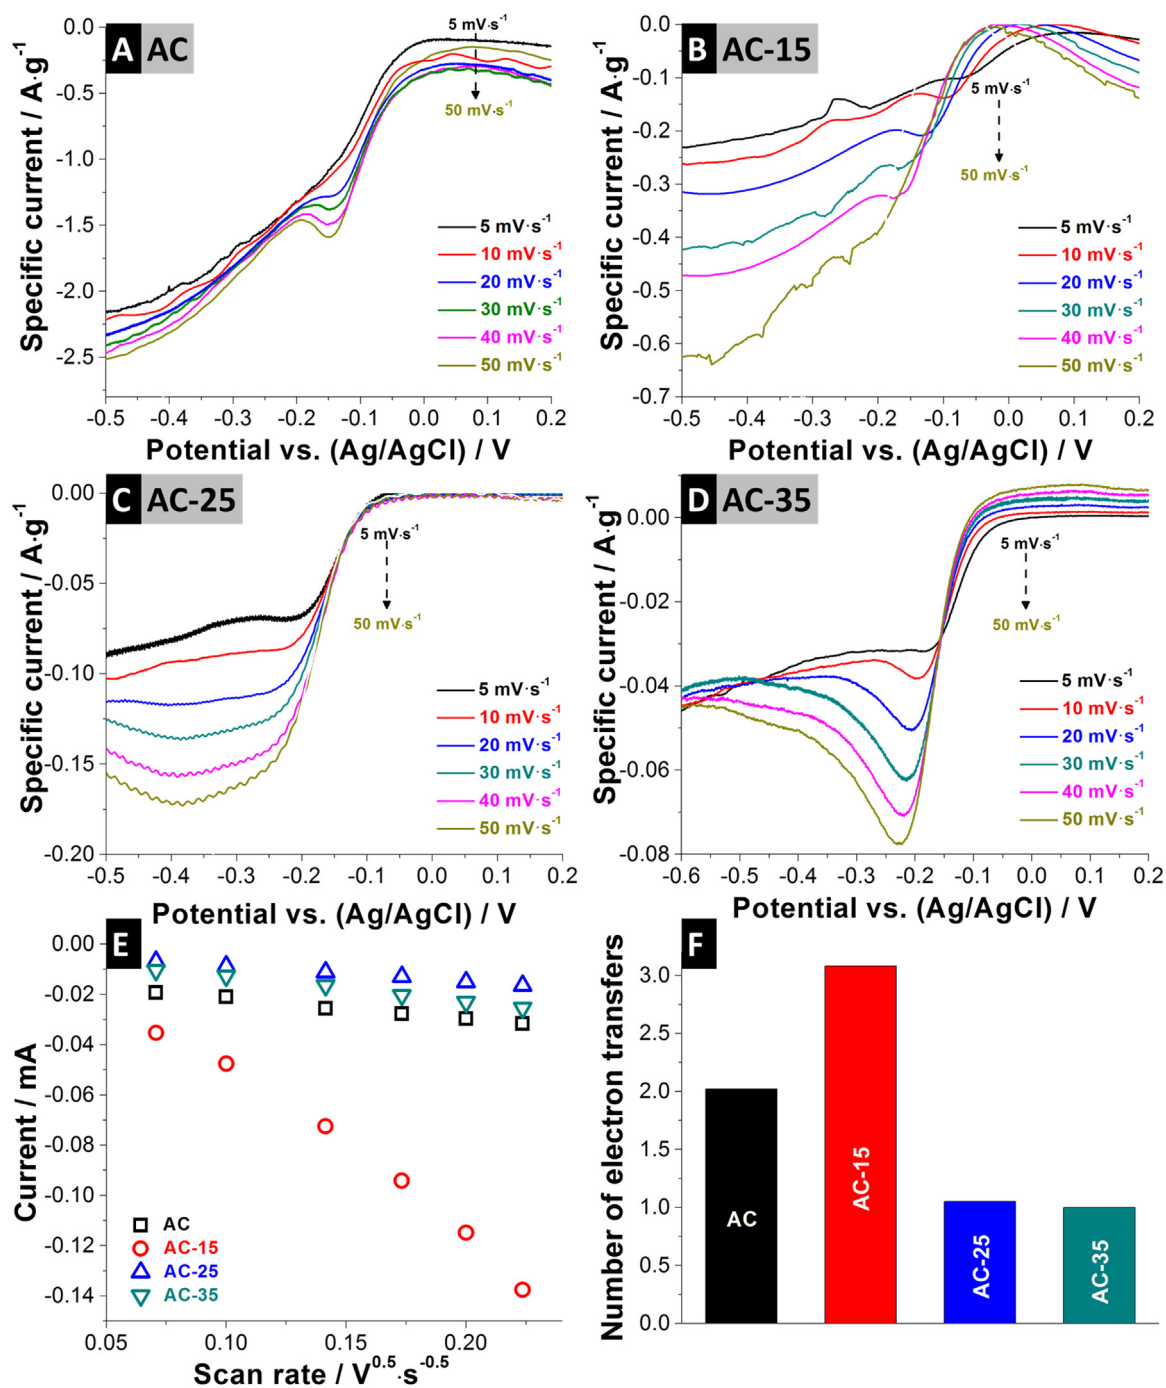 A AC
Specific current / A·g⁻¹
0.0
-0.5
-1.0
-1.5
-2.0
-2.5
5 mV·s⁻¹
50 mV·s⁻¹
5 mV·s⁻¹
10 mV·s⁻¹
20 mV·s⁻¹
30 mV·s⁻¹
40 mV·s⁻¹
50 mV·s⁻¹
-0.5 -0.4 -0.3 -0.2 -0.1 0.0 0.1 0.2
Potential vs. (Ag/AgCl) / V
B AC-15
Specific current / A·g⁻¹
0.0
-0.1
-0.2
-0.3
-0.4
-0.5
-0.6
-0.7
5 mV·s⁻¹
50 mV·s⁻¹
5 mV·s⁻¹
10 mV·s⁻¹
20 mV·s⁻¹
30 mV·s⁻¹
40 mV·s⁻¹
50 mV·s⁻¹
-0.5 -0.4 -0.3 -0.2 -0.1 0.0 0.1 0.2
Potential vs. (Ag/AgCl) / V
C AC-25
Specific current / A·g⁻¹
0.00
-0.05
-0.10
-0.15
-0.20
5 mV·s⁻¹
50 mV·s⁻¹
5 mV·s⁻¹
10 mV·s⁻¹
20 mV·s⁻¹
30 mV·s⁻¹
40 mV·s⁻¹
50 mV·s⁻¹
-0.5 -0.4 -0.3 -0.2 -0.1 0.0 0.1 0.2
Potential vs. (Ag/AgCl) / V
D AC-35
Specific current / A·g⁻¹
0.00
-0.02
-0.04
-0.06
-0.08
5 mV·s⁻¹
50 mV·s⁻¹
5 mV·s⁻¹
10 mV·s⁻¹
20 mV·s⁻¹
30 mV·s⁻¹
40 mV·s⁻¹
50 mV·s⁻¹
-0.6 -0.5 -0.4 -0.3 -0.2 -0.1 0.0 0.1 0.2
Potential vs. (Ag/AgCl) / V
E
Current / mA
0.00
-0.02
-0.04
-0.06
-0.08
-0.10
-0.12
-0.14
AC
AC-15
AC-25
AC-35
0.05 0.10 0.15 0.20
Scan rate / V⁰·⁵·s⁻⁰·⁵
F
Number of electron transfers
3.0
2.5
2.0
1.5
1.0
0.5
0.0
AC
AC-15
AC-25
AC-35